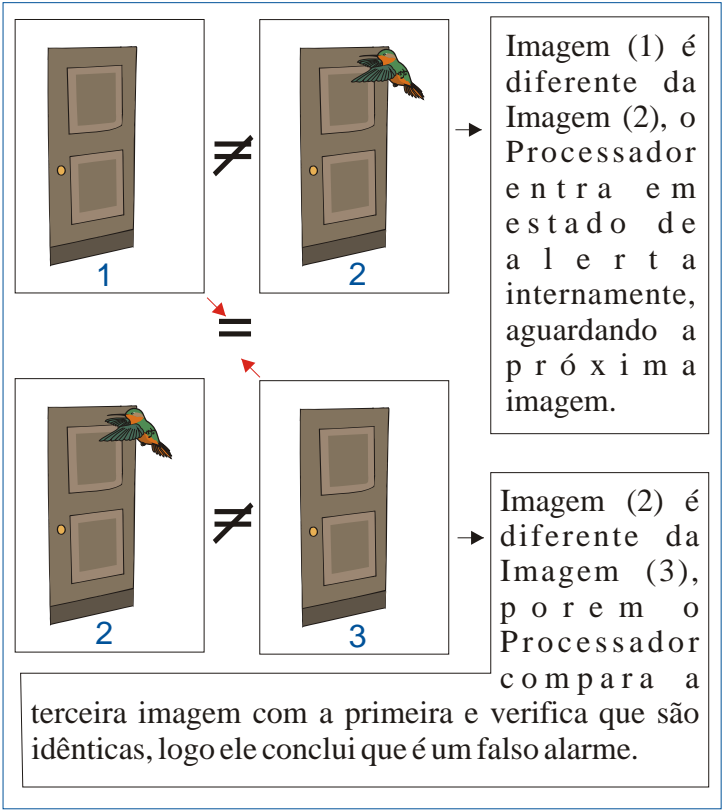 1
≠
2
Imagem (1) é
diferente da
Imagem (2), o
Processador
entra em
estado de
alerta
internamente,
aguardando a
próxima
imagem.
=
2
≠
3
Imagem (2) é
diferente da
Imagem (3),
porem o
Processador
compara a
terceira imagem com a primeira e verifica que são
idênticas, logo ele conclui que é um falso alarme.